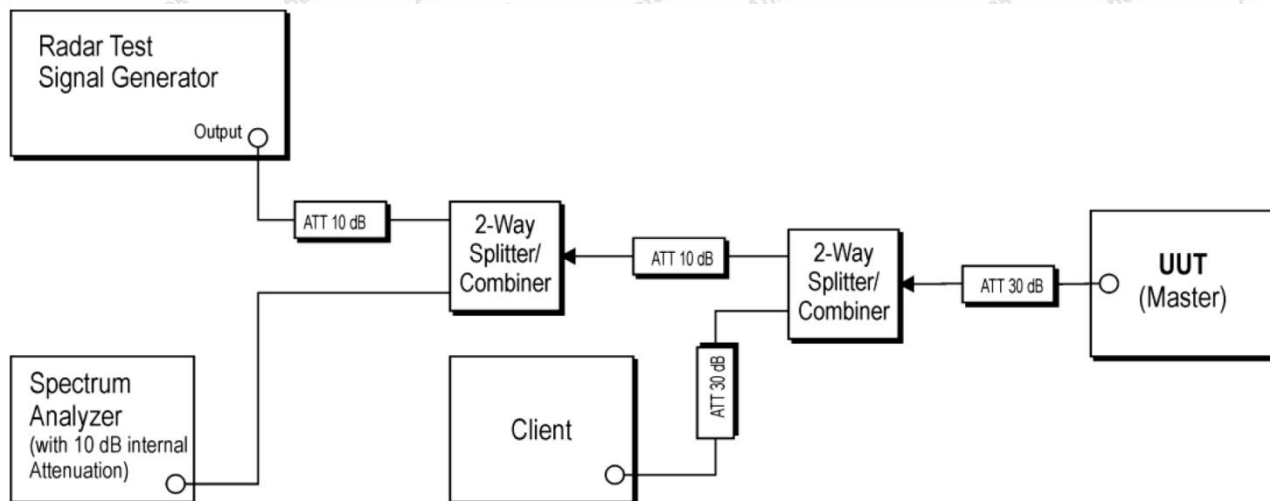 Radar Test
Signal Generator
Output
ATT 10 dB
2-Way
Splitter/
Combiner
ATT 10 dB
2-Way
Splitter/
Combiner
ATT 30 dB
UUT
(Master)
ATT 30 dB
Spectrum
Analyzer
(with 10 dB internal
Attenuation)
Client